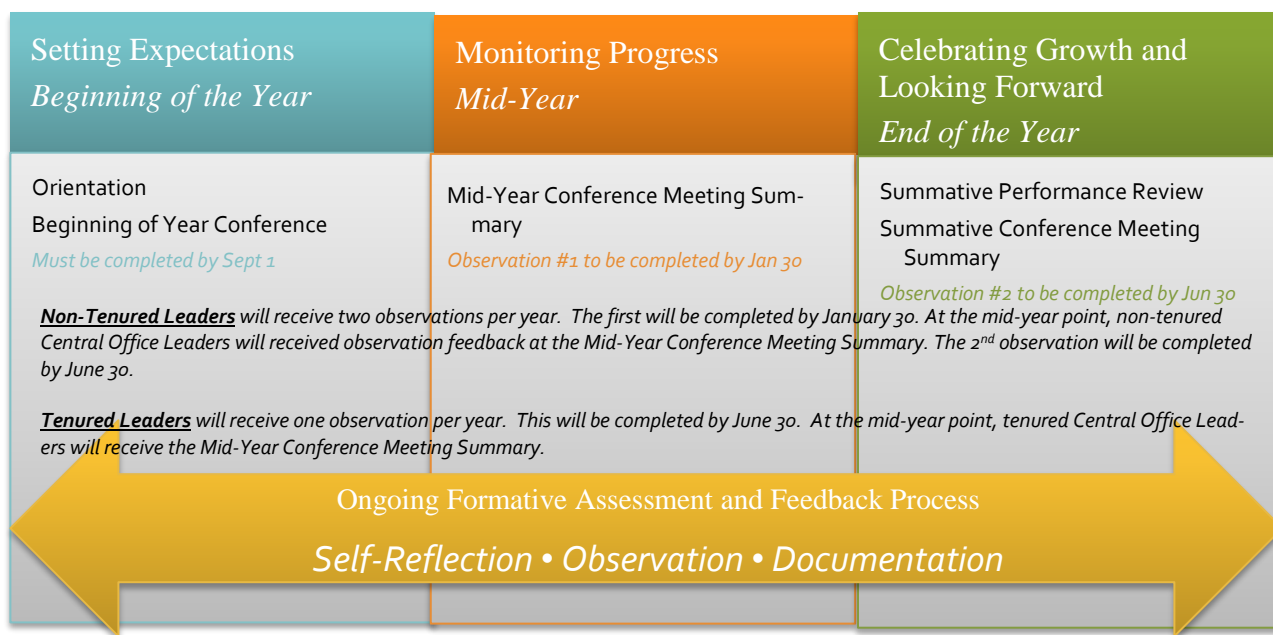 Setting Expectations
Beginning of the Year
Monitoring Progress
Mid-Year
Celebrating Growth and
Looking Forward
End of the Year
Orientation
Beginning of Year Conference
Must be completed by Sept 1
Mid-Year Conference Meeting Sum-
mary
Observation #1 to be completed by Jan 30
Summative Performance Review
Summative Conference Meeting
Summary
Observation #2 to be completed by Jun 30
Non-Tenured Leaders will receive two observations per year. The first will be completed by January 30. At the mid-year point, non-tenured
Central Office Leaders will received observation feedback at the Mid-Year Conference Meeting Summary. The 2nd observation will be completed
by June 30.
Tenured Leaders will receive one observation per year. This will be completed by June 30. At the mid-year point, tenured Central Office Lead-
ers will receive the Mid-Year Conference Meeting Summary.
Ongoing Formative Assessment and Feedback Process
Self-Reflection • Observation • Documentation